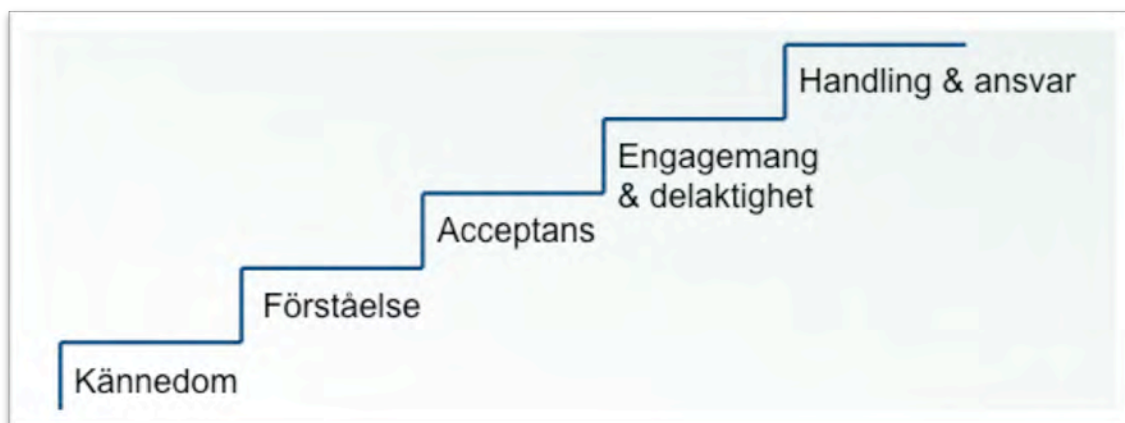 Handling & ansvar
Engagemang
& delaktighet
Acceptans
Förståelse
Kännedom